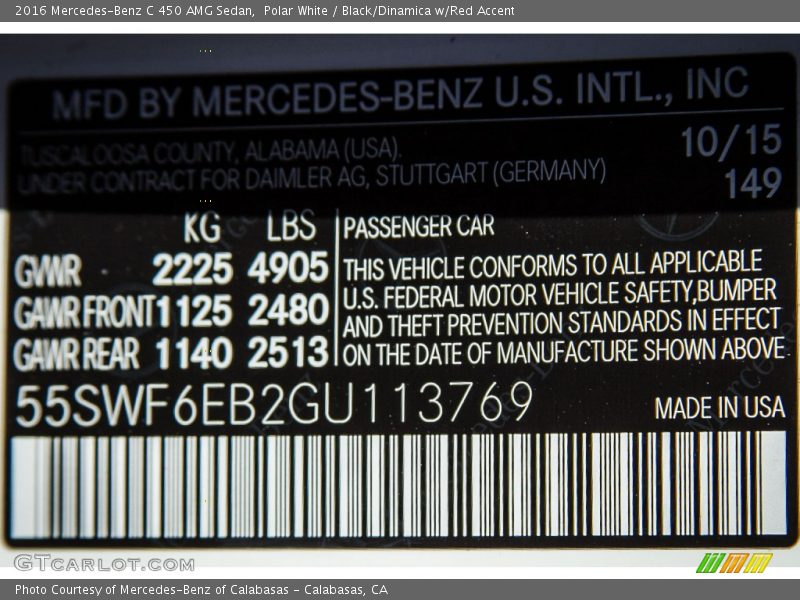 2016 Mercedes-Benz C 450 AMG Sedan,  Polar White / Black/Dinamica w/Red Accent
MFD BY MERCEDES-BENZ U.S. INTL., INC
TUSCALOOSA COUNTY, ALABAMA (USA). 10/15
UNDER CONTRACT FOR DAIMLER AG, STUTTGART (GERMANY) 149
KG LBS
GVWR 2225 4905
GAWR FRONT 1125 2480
GAWR REAR 1140 2513
PASSENGER CAR
THIS VEHICLE CONFORMS TO ALL APPLICABLE
U.S. FEDERAL MOTOR VEHICLE SAFETY,BUMPER
AND THEFT PREVENTION STANDARDS IN EFFECT
ON THE DATE OF MANUFACTURE SHOWN ABOVE
55SWF6EB2GU113769 MADE IN USA
GTcarlot.com
Photo Courtesy of Mercedes-Benz of Calabasas - Calabasas, CA